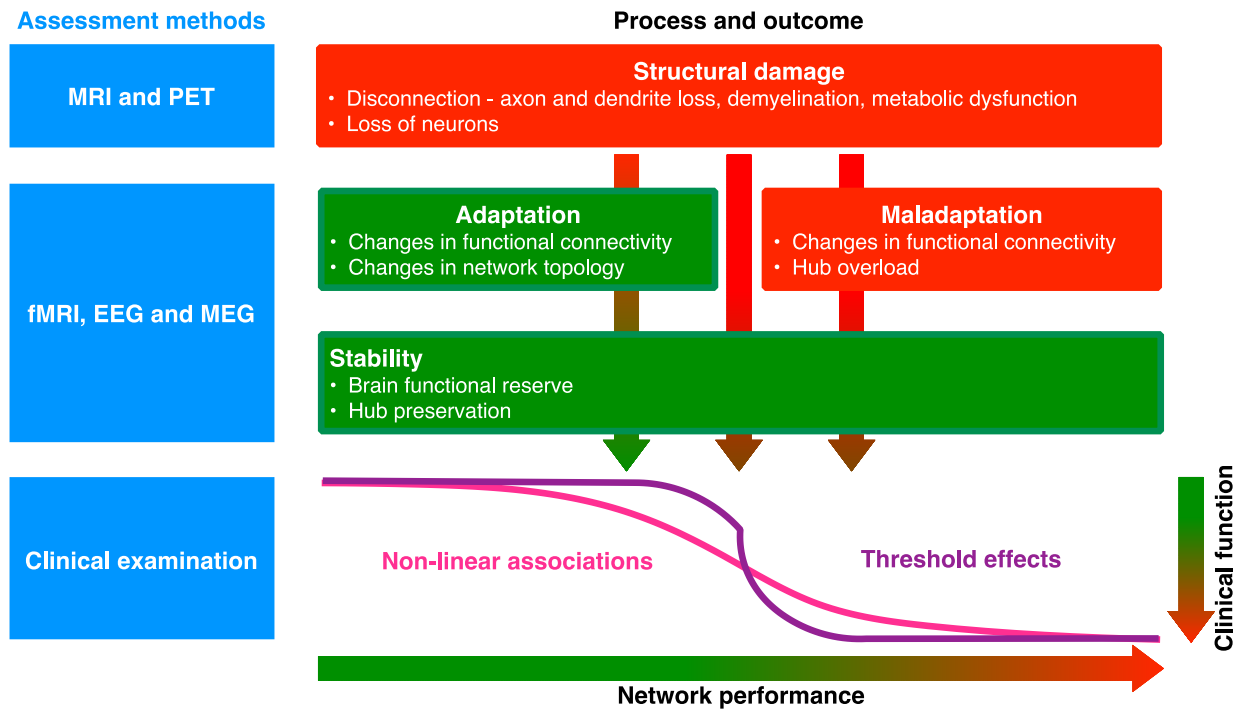 Assessment methods
Process and outcome
MRI and PET
Structural damage
• Disconnection - axon and dendrite loss, demyelination, metabolic dysfunction
• Loss of neurons
fMRI, EEG and MEG
Adaptation
• Changes in functional connectivity
• Changes in network topology
Maladaptation
• Changes in functional connectivity
• Hub overload
Stability
• Brain functional reserve
• Hub preservation
Clinical examination
Non-linear associations
Threshold effects
Clinical function
Network performance